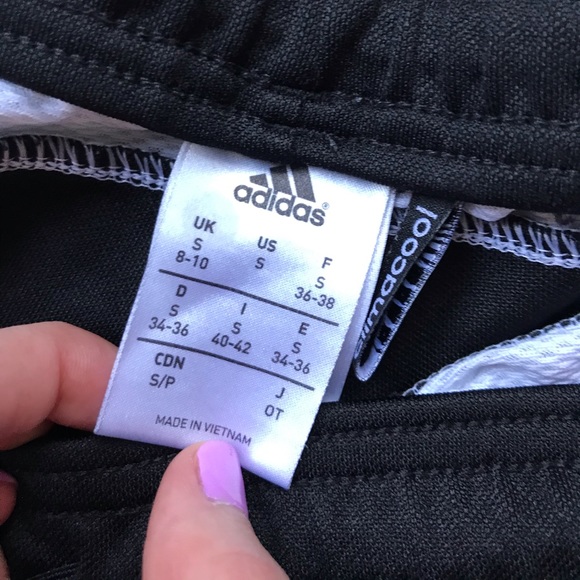 adidas®
UK US F
S S S
8-10 36-38
D I E
S S S
34-36 40-42 34-36
CDN J
S/P OT
MADE IN VIETNAM
climacool